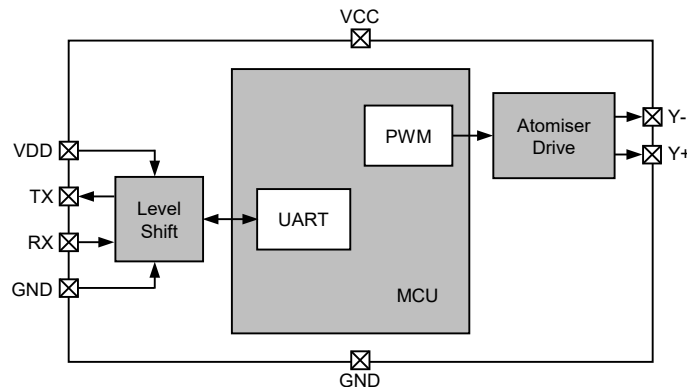 VCC
PWM
Atomiser
Drive
Y-
Y+
VDD
TX
RX
GND
Level
Shift
UART
MCU
GND